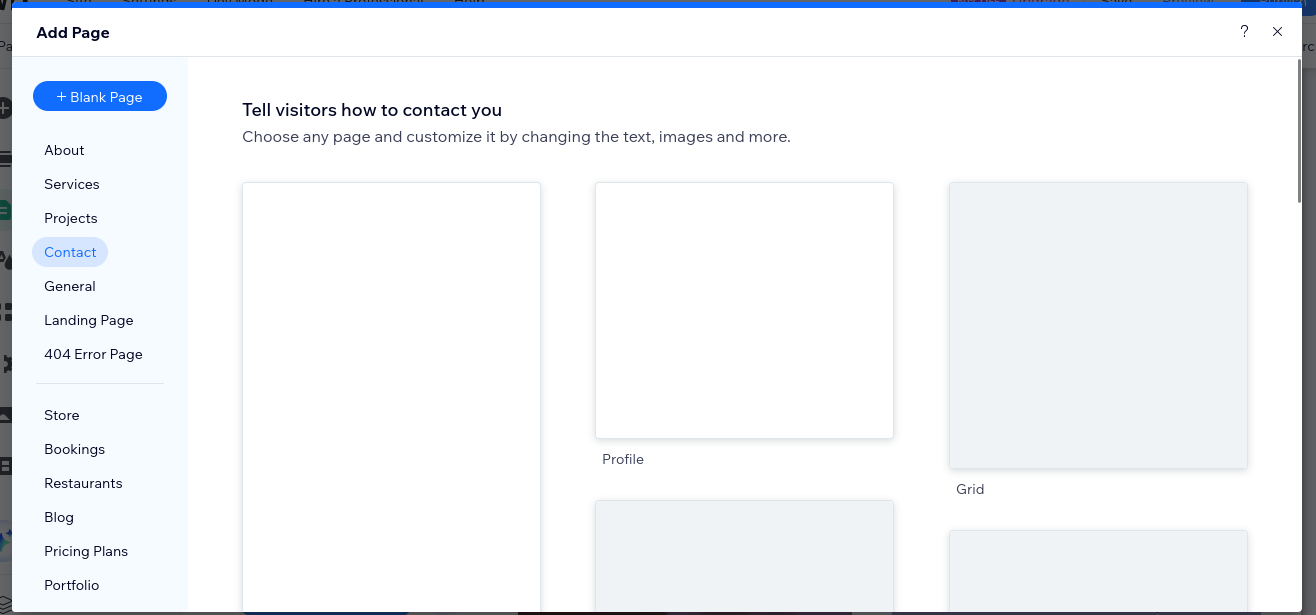 Add Page
?
+ Blank Page
About
Services
Projects
Contact
General
Landing Page
404 Error Page
Store
Bookings
Restaurants
Blog
Pricing Plans
Portfolio
Tell visitors how to contact you
Choose any page and customize it by changing the text, images and more.
Profile
Grid